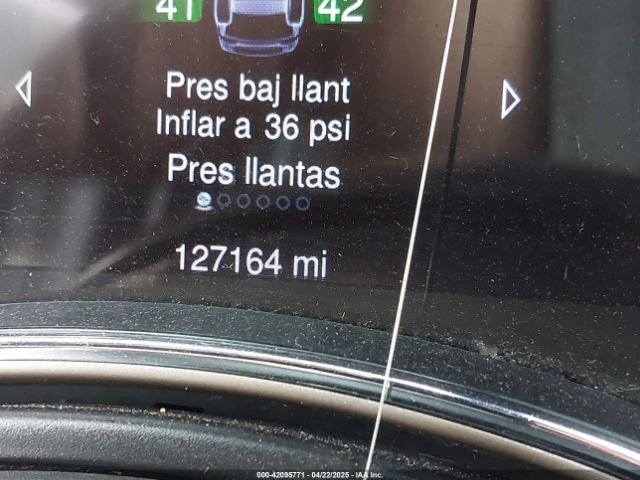 41 42
Pres baj llant
Inflar a 36 psi
Pres llantas
127164 mi
000-42095771 - 04/22/2025 - IAA Inc.